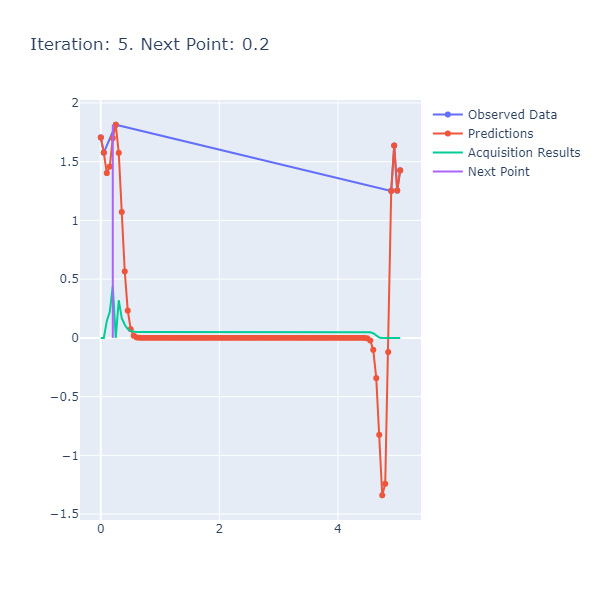 Iteration: 5. Next Point: 0.2
Observed Data
Predictions
Acquisition Results
Next Point
2
1.5
1
0.5
0
−0.5
−1
−1.5
0
2
4